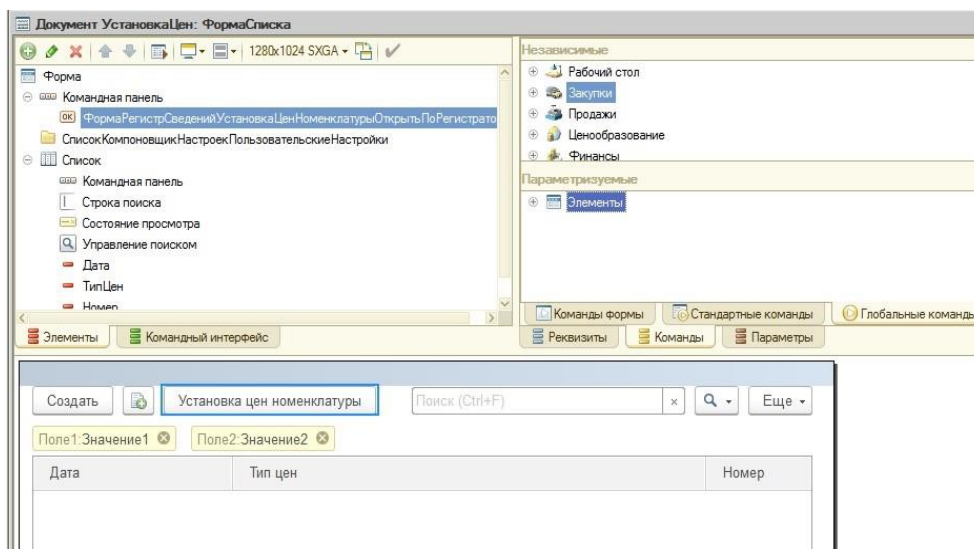 Документ УстановкаЦен: ФормаСписка
1280x1024 SXGA
Форма
Командная панель
OK ФормаРегистрСведенийУстановкаЦенНоменклатурыОткрытьПоРегистрато
СписокКомпоновщикНастроекПользовательскиеНастройки
Список
Командная панель
Строка поиска
Состояние просмотра
Управление поиском
Дата
ТипЦен
Номер
Элементы
Командный интерфейс
Независимые
Рабочий стол
Закупки
Продажи
Ценообразование
Финансы
Параметризуемые
Элементы
Команды формы
Стандартные команды
Глобальные команды
Реквизиты
Команды
Параметры
Создать
Установка цен номенклатуры
Поиск (Ctrl+F)
×
Еще
Поле1:Значение1
Поле2:Значение2
Дата
Тип цен
Номер